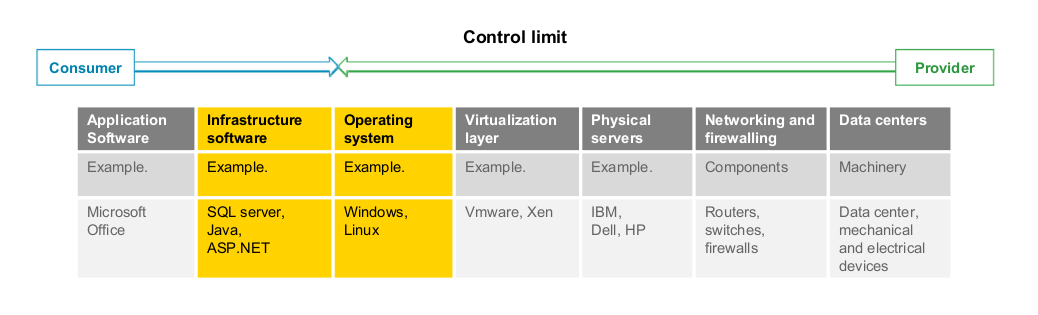 Control limit
Consumer
Provider
Application
Software
Infrastructure
software
Operating
system
Virtualization
layer
Physical
servers
Networking and
firewalling
Data centers
Example.
Example.
Example.
Example.
Example.
Components
Machinery
Microsoft
Office
SQL server,
Java,
ASP.NET
Windows,
Linux
Vmware, Xen
IBM,
Dell, HP
Routers,
switches,
firewalls
Data center,
mechanical
and electrical
devices